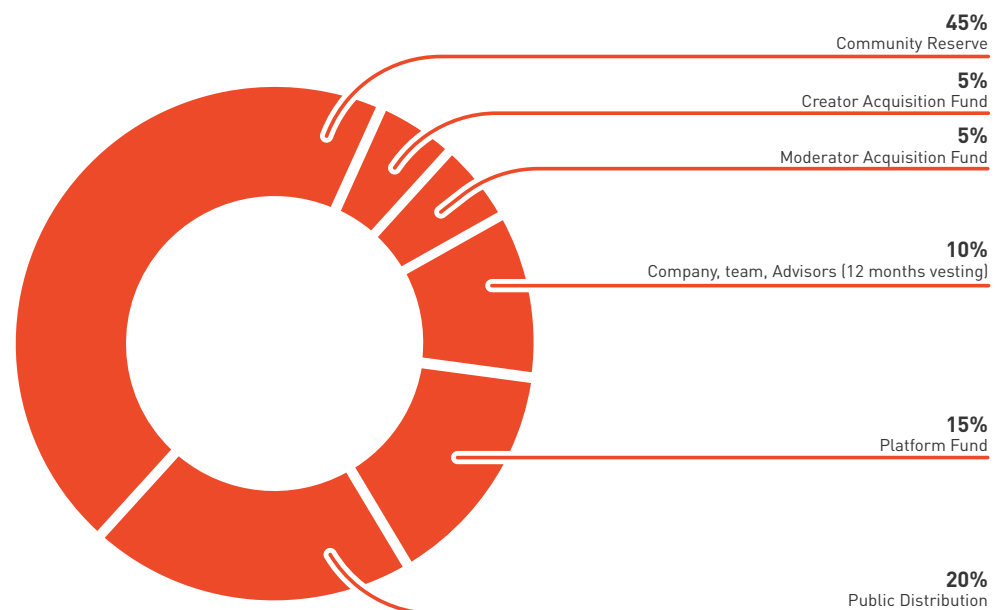 45%
Community Reserve
5%
Creator Acquisition Fund
5%
Moderator Acquisition Fund
10%
Company, team, Advisors (12 months vesting)
15%
Platform Fund
20%
Public Distribution